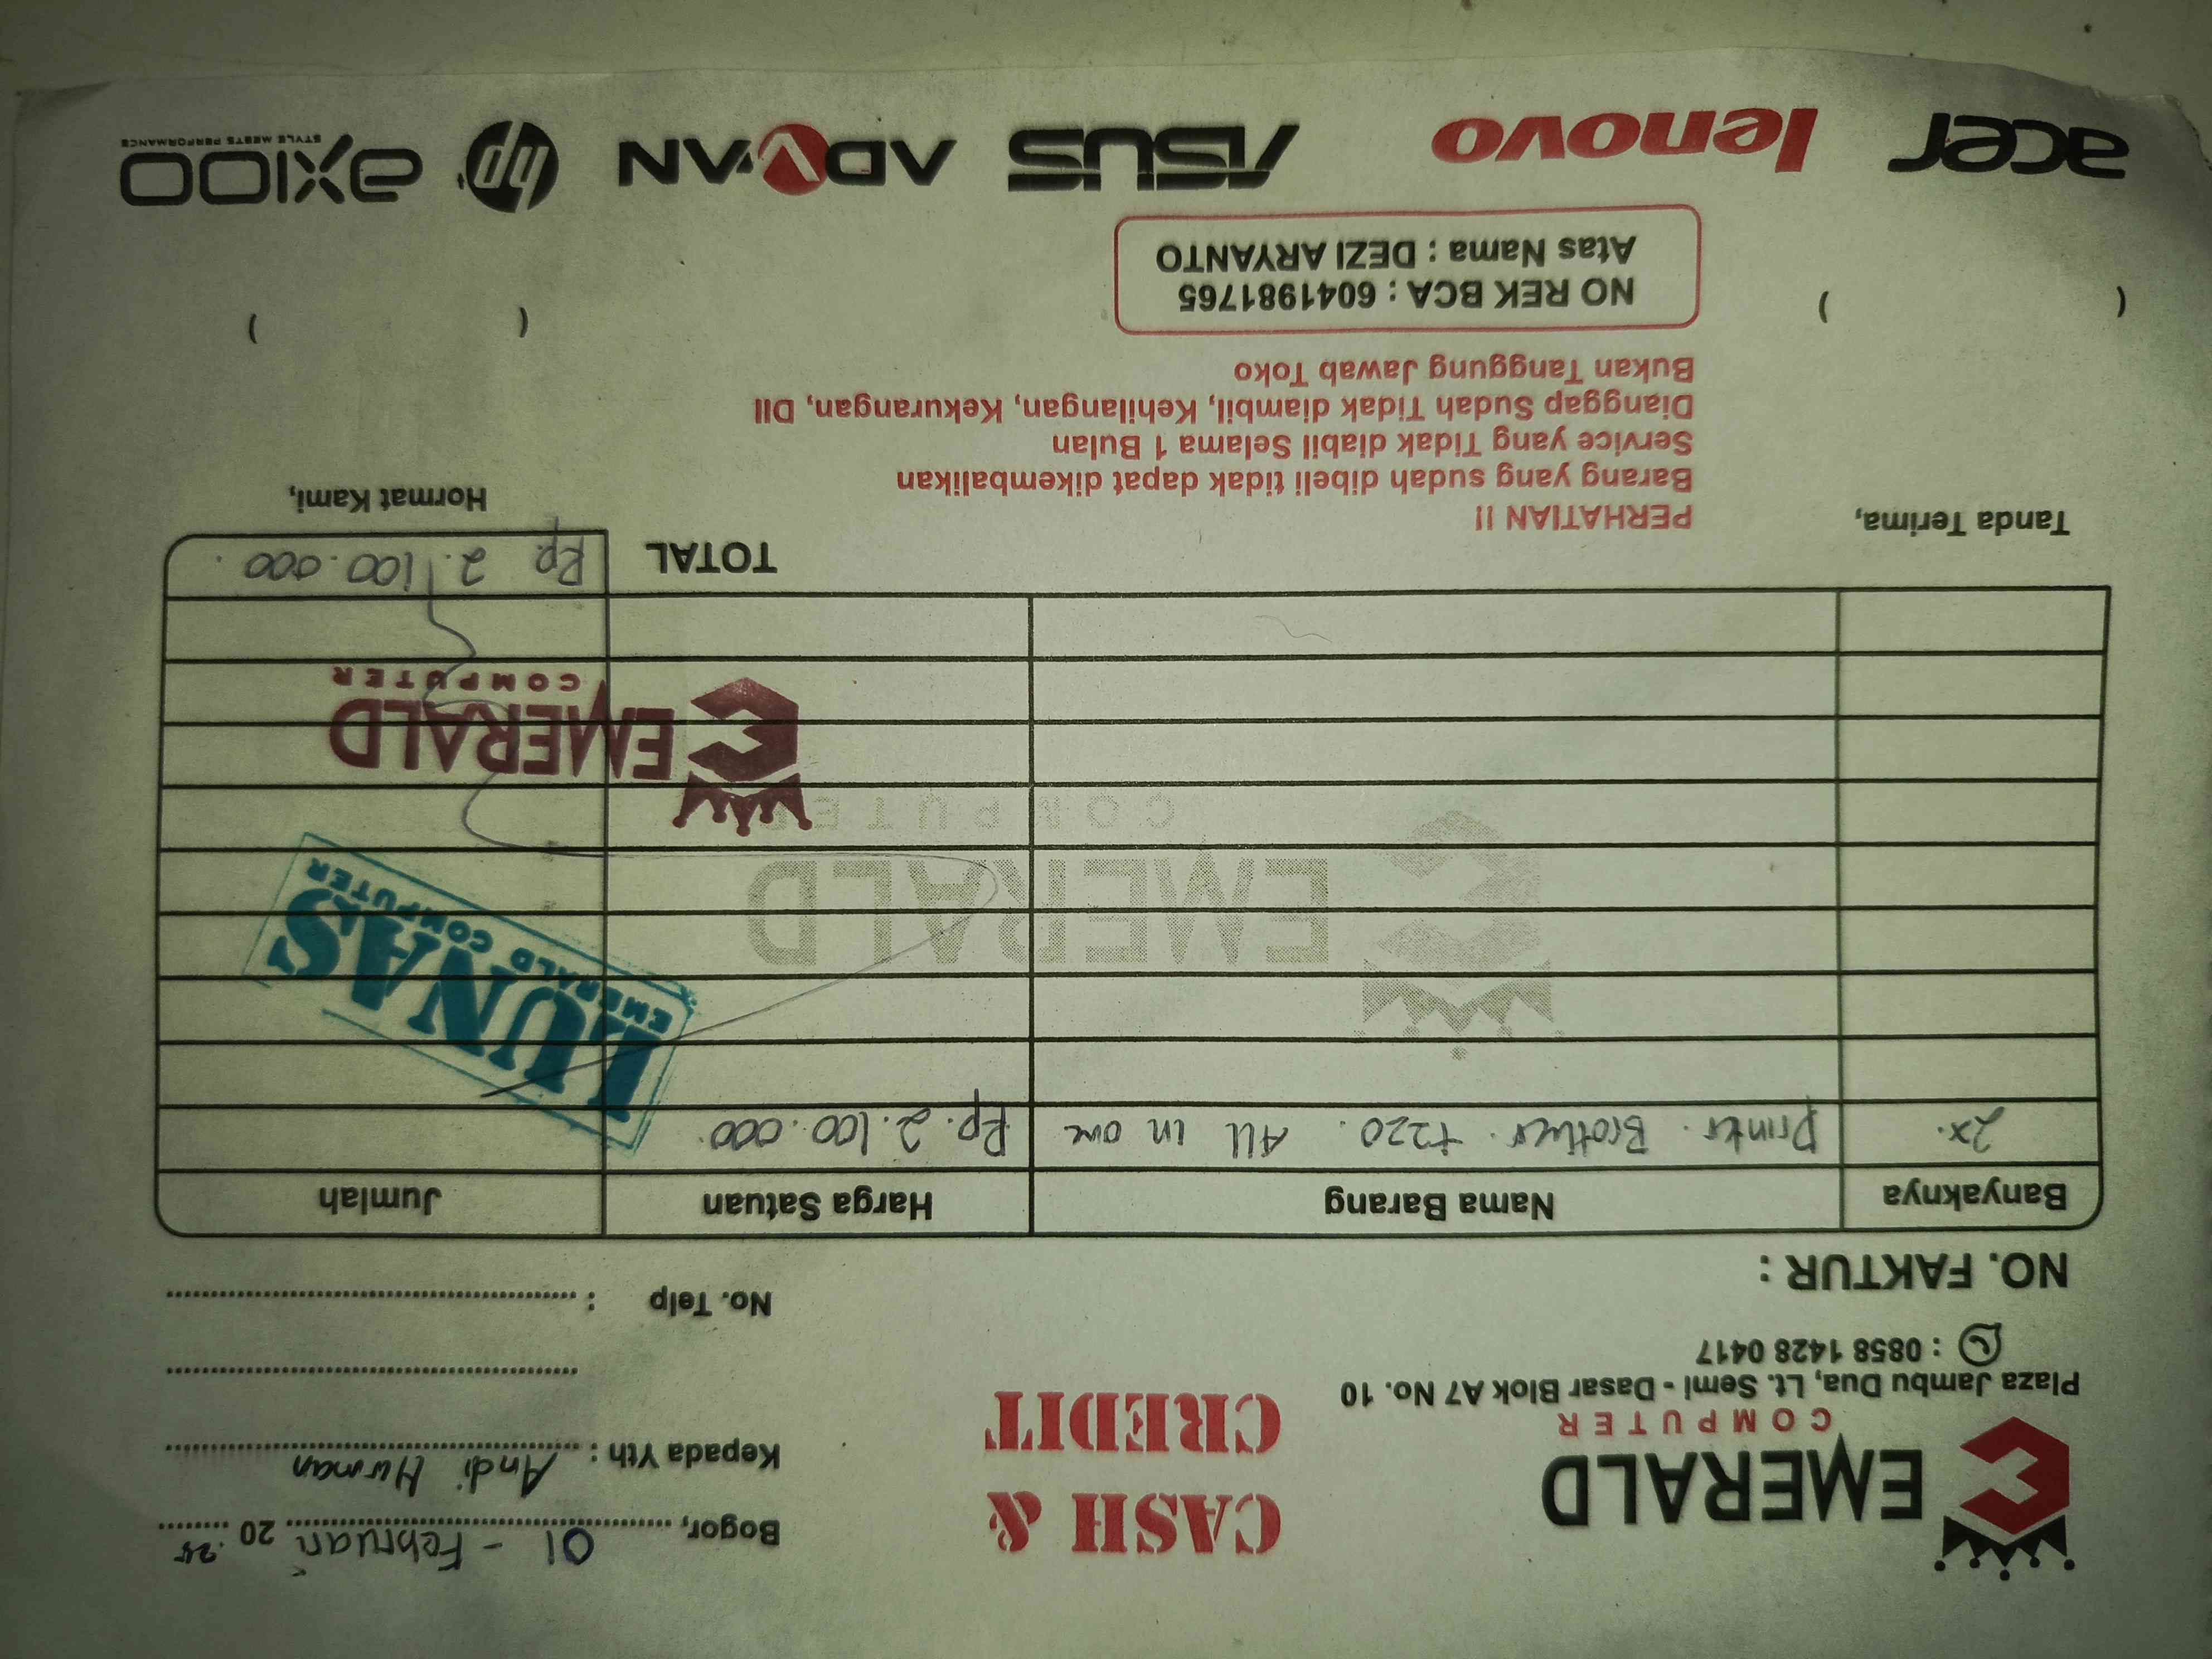 EMERALD
COMPUTER
Plaza Jambu Dua, Lt. Semi - Dasar Blok A7 No. 10
: 0858 1428 0417
NO. FAKTUR :
CASH &
CREDIT
Bogor, 01 - Februari 20 25
Kepada Yth : Andi Hurman
No. Telp :
Banyaknya Nama Barang Harga Satuan Jumlah
2x. Printer. Brother. t220. All in one Rp. 2.100.000.
LUNAS
EMERALD COMPUTER
EMERALD
COMPUTER
EMERALD
COMPUTER
TOTAL Rp 2.100.000.
Tanda Terima,
PERHATIAN !!
Barang yang sudah dibeli tidak dapat dikembalikan
Service yang Tidak diabil Selama 1 Bulan
Dianggap Sudah Tidak diambil, Kehilangan, Kekurangan, Dll
Bukan Tanggung Jawab Toko
Hormat Kami,
( )
NO REK BCA : 6041981765
Atas Nama : DEZI ARYANTO
( )
acer lenovo ASUS ADVAN hp axioo
STYLE MEETS PERFORMANCE